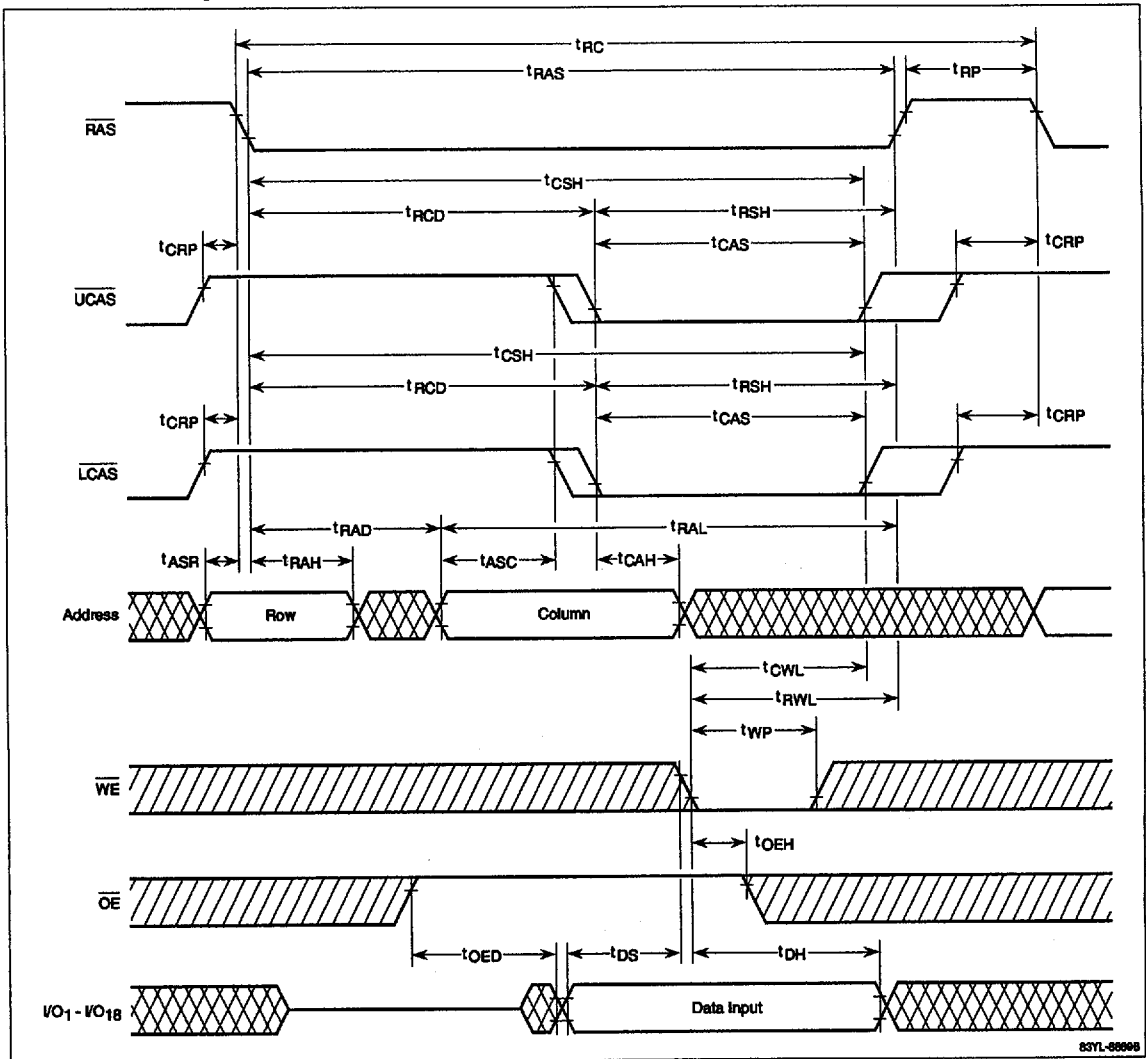 tRC
tRAS
tRP
RAS
tCSH
tRCD
tRSH
tCRP
tCAS
tCRP
UCAS
tCSH
tRCD
tRSH
tCRP
tCAS
tCRP
LCAS
tRAD
tRAL
tASR
tRAH
tASC
tCAH
Address
Row
Column
tCWL
tRWL
tWP
WE
tOEH
OE
tOED
tDS
tDH
I/O1 - I/O18
Data Input